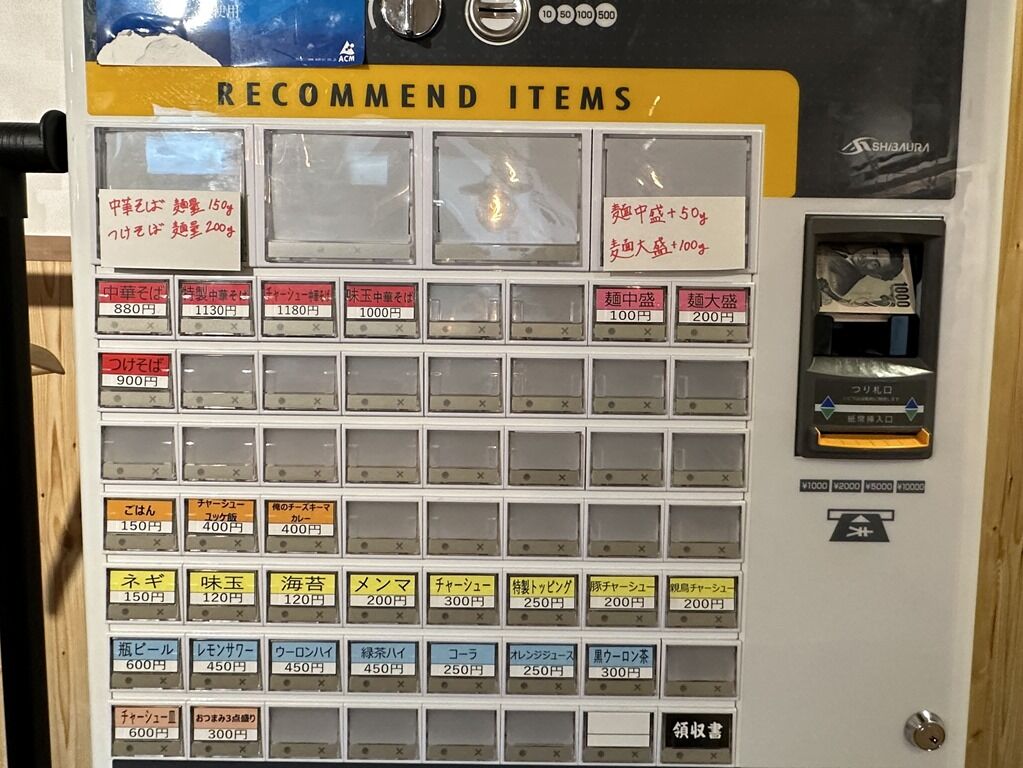 使用
ACM
10 50 100 500
RECOMMEND ITEMS
SHIBAURA
中華そば 麺量 150g
つけそば 麺量 200g
麺中盛+50g
麺大盛+100g
1000
中華そば
880円
特製中華そば
1130円
チャーシュー中華そば
1180円
味玉中華そば
1000円
麺中盛
100円
麺大盛
200円
つけそば
900円
つり札口
紙幣挿入口
¥1000 ¥2000 ¥5000 ¥10000
ごはん
150円
チャーシュー
ユッケ飯
400円
俺のチーズキーマ
カレー
400円
ネギ
150円
味玉
120円
海苔
120円
メンマ
200円
チャーシュー
300円
特製トッピング
250円
豚チャーシュー
200円
親鳥チャーシュー
200円
瓶ビール
600円
レモンサワー
450円
ウーロンハイ
450円
緑茶ハイ
450円
コーラ
250円
オレンジジュース
250円
黒ウーロン茶
300円
チャーシュー皿
600円
おつまみ3点盛り
300円
領収書